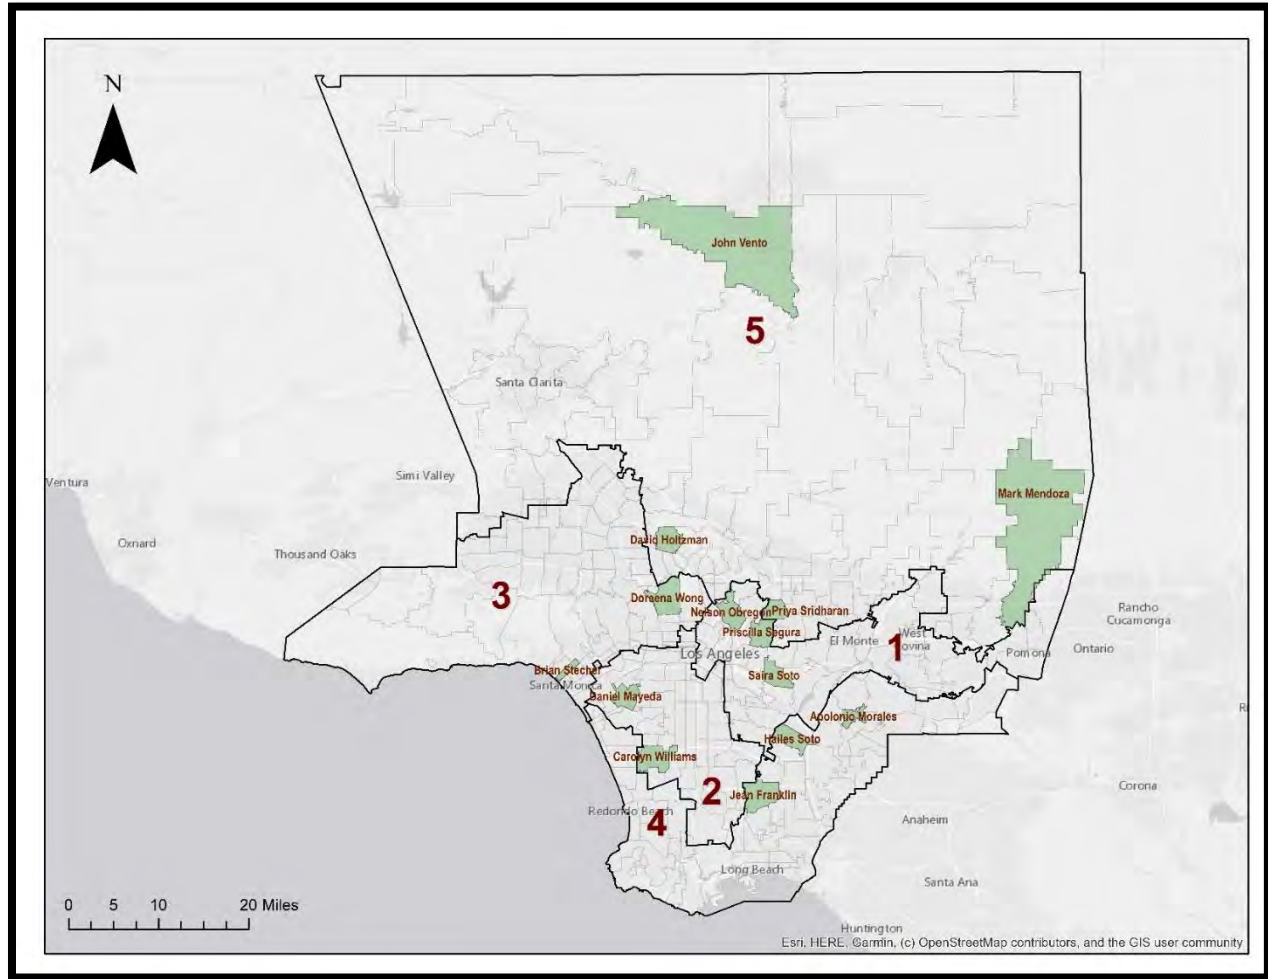 N
John Vento
5
Santa Clarita
Simi Valley
Ventura
Mark Mendoza
Oxnard
Thousand Oaks
David Holtzman
3
Doreena Wong
Nelson Obregon
Priya Sridharan
Rancho
Cucamonga
Priscilla Segura
El Monte
West
Covina
1
Los Angeles
Pomona
Ontario
Brian Stecher
Santa Monica
Saira Soto
Daniel Mayeda
Apolonio Morales
Hailes Soto
Carolyn Williams
Corona
2
Jean Franklin
Redondo Beach
4
Anaheim
Long Beach
Santa Ana
0 5 10 20 Miles
Huntington
Esri, HERE, Garmin, (c) OpenStreetMap contributors, and the GIS user community